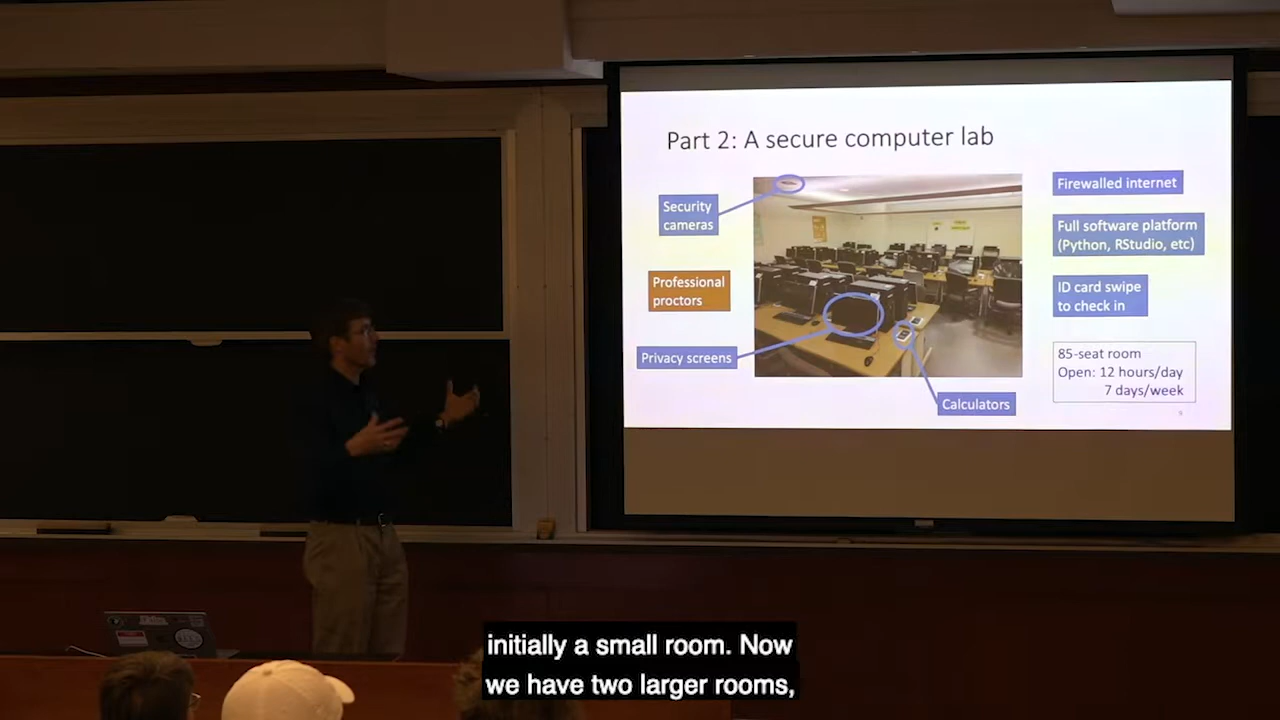 Part 2: A secure computer lab
Security
cameras
Professional
proctors
Privacy screens
Calculators
Firewalled internet
Full software platform
(Python, RStudio, etc)
ID card swipe
to check in
85-seat room
Open: 12 hours/day
7 days/week
initially a small room. Now
we have two larger rooms,